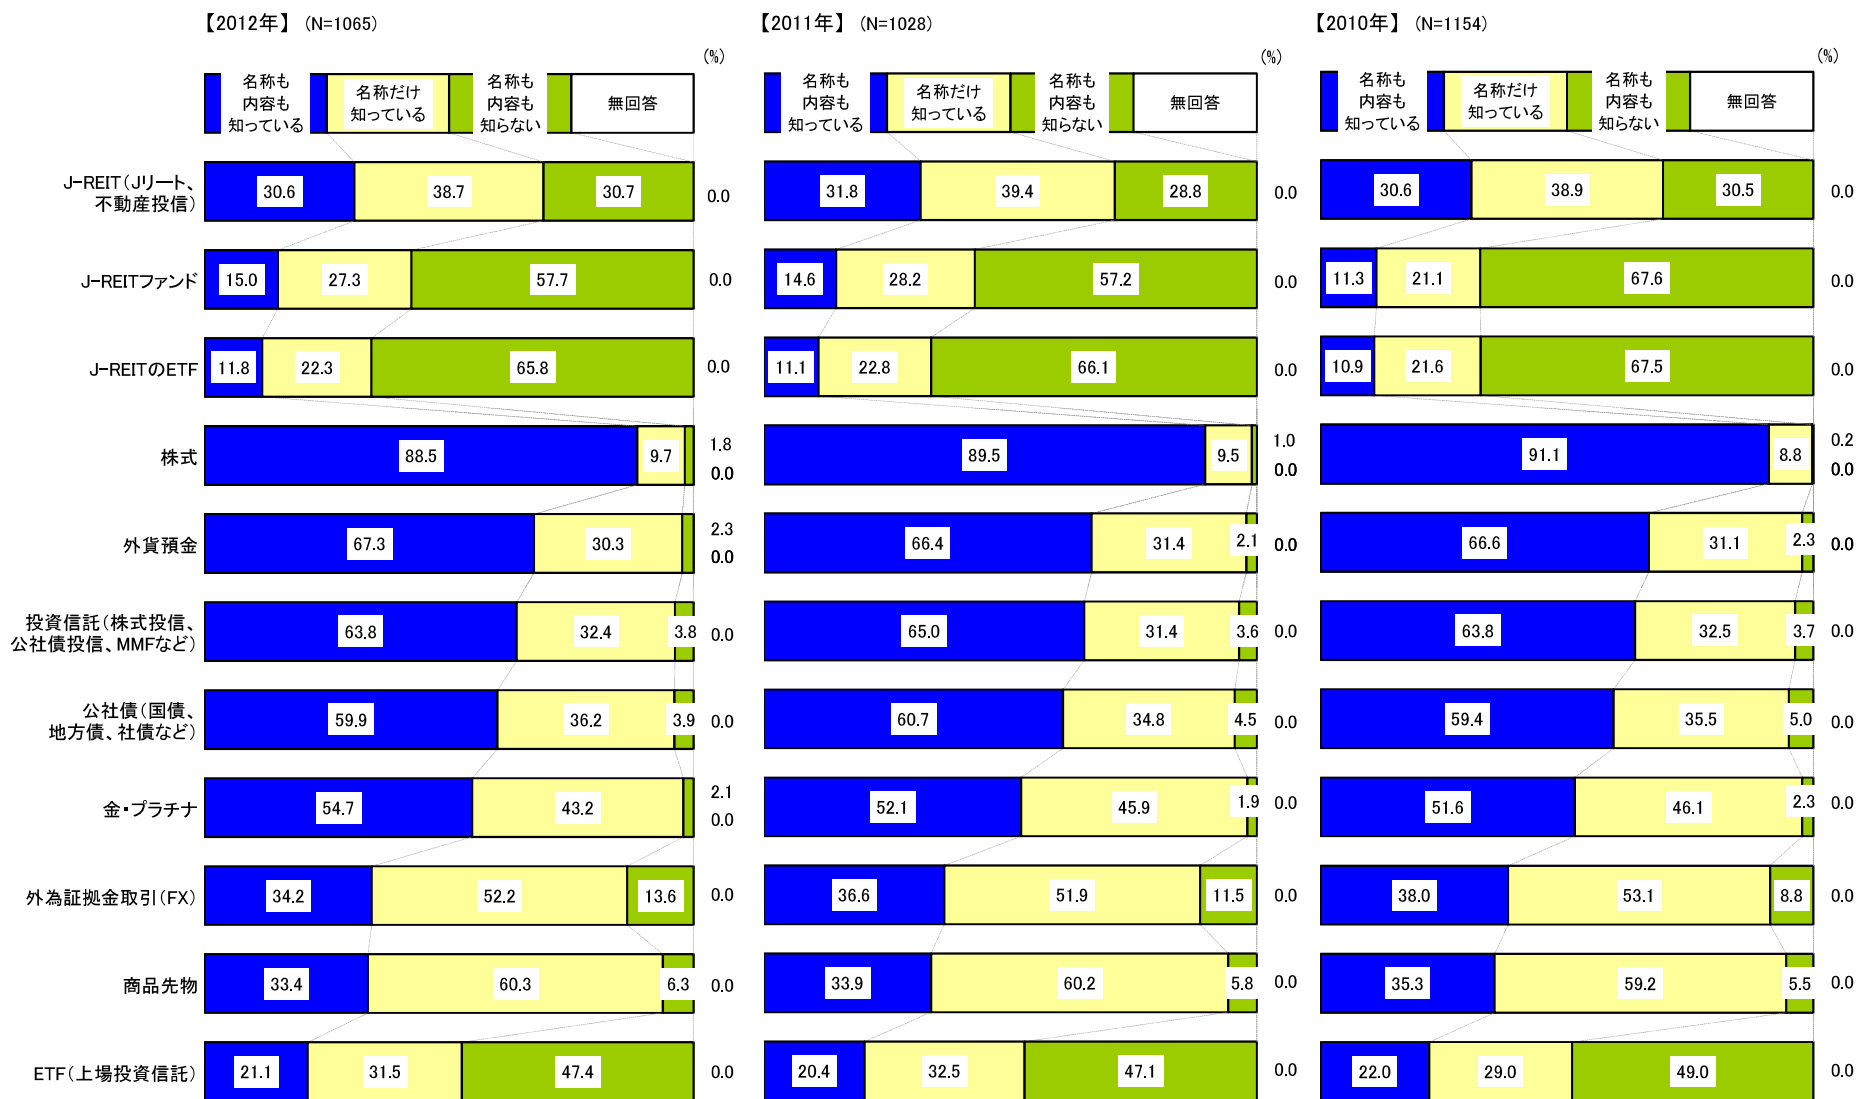 【2012年】 (N=1065) 【2011年】 (N=1028) 【2010年】 (N=1154)
(%) (%) (%)
名称も 名称も 名称も 名称も 名称も 名称も
内容も 名称だけ 内容も 無回答 内容も 名称だけ 内容も 無回答 内容も 名称だけ 内容も 無回答
知っている 知っている 知らない 知っている 知っている 知らない 知っている 知っている 知らない
J-REIT(Jリート、
不動産投信) 30.6 38.7 30.7 0.0 31.8 39.4 28.8 0.0 30.6 38.9 30.5 0.0
J-REITファンド 15.0 27.3 57.7 0.0 14.6 28.2 57.2 0.0 11.3 21.1 67.6 0.0
J-REITのETF 11.8 22.3 65.8 0.0 11.1 22.8 66.1 0.0 10.9 21.6 67.5 0.0
株式 88.5 9.7 1.8 0.0 89.5 9.5 1.0 0.0 91.1 8.8 0.2 0.0
外貨預金 67.3 30.3 2.3 0.0 66.4 31.4 2.1 0.0 66.6 31.1 2.3 0.0
投資信託(株式投信、
公社債投信、MMFなど) 63.8 32.4 3.8 0.0 65.0 31.4 3.6 0.0 63.8 32.5 3.7 0.0
公社債(国債、
地方債、社債など) 59.9 36.2 3.9 0.0 60.7 34.8 4.5 0.0 59.4 35.5 5.0 0.0
金・プラチナ 54.7 43.2 2.1 0.0 52.1 45.9 1.9 0.0 51.6 46.1 2.3 0.0
外為証拠金取引(FX) 34.2 52.2 13.6 0.0 36.6 51.9 11.5 0.0 38.0 53.1 8.8 0.0
商品先物 33.4 60.3 6.3 0.0 33.9 60.2 5.8 0.0 35.3 59.2 5.5 0.0
ETF(上場投資信託) 21.1 31.5 47.4 0.0 20.4 32.5 47.1 0.0 22.0 29.0 49.0 0.0